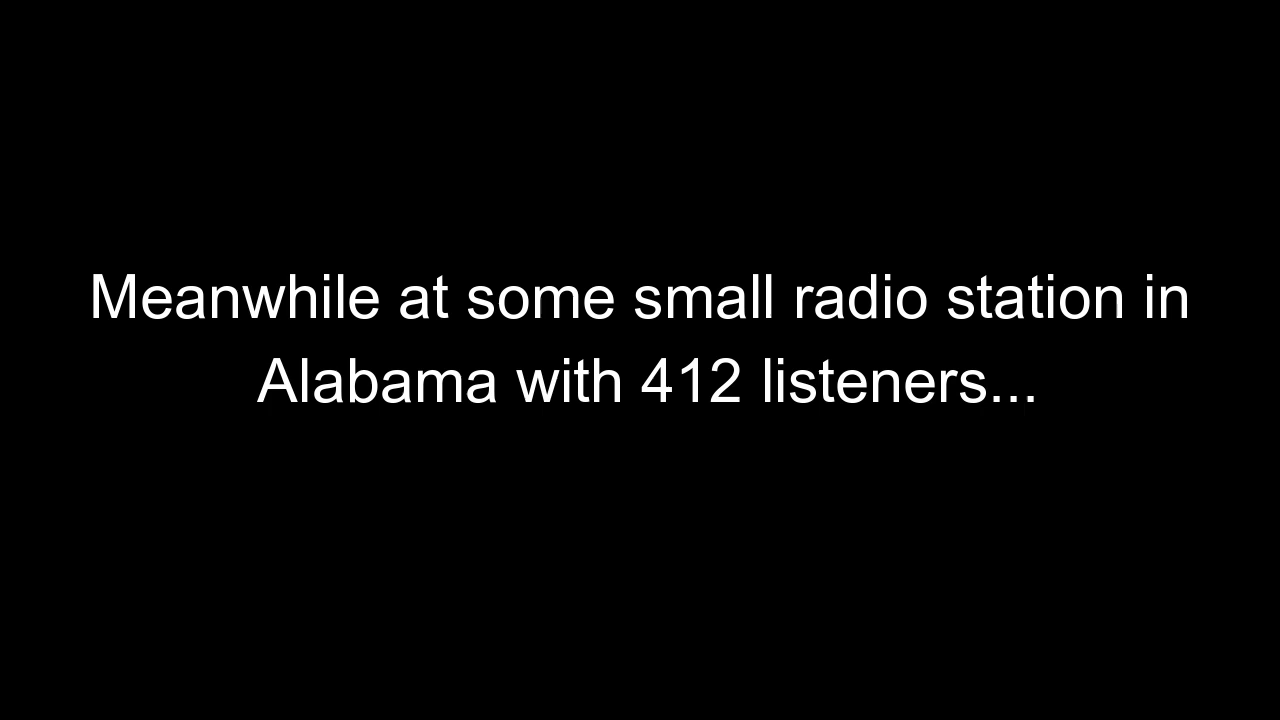 Meanwhile at some small radio station in
Alabama with 412 listeners...